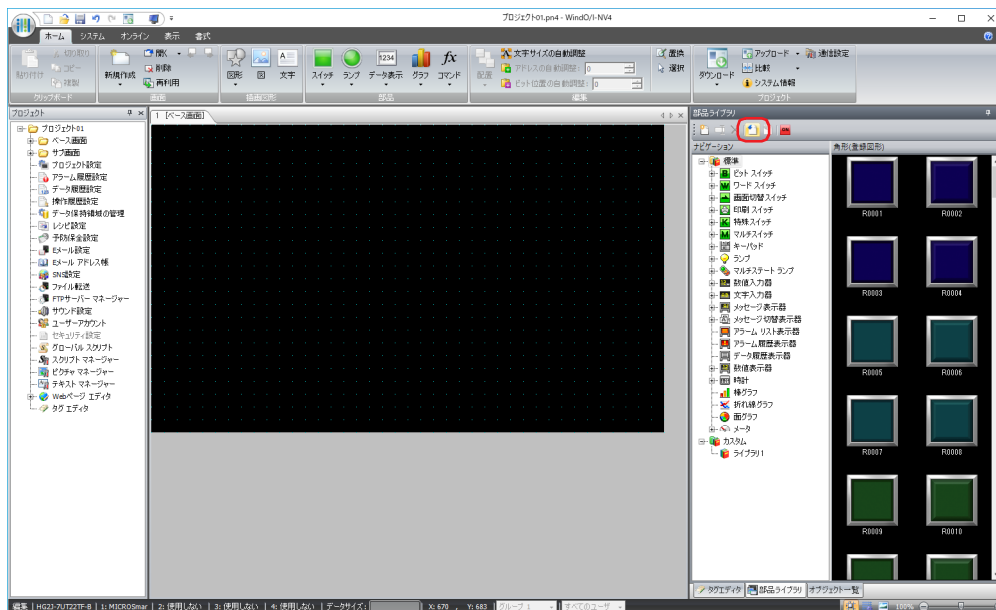 プロジェクト01.pn4 - WindO/I-NV4
ホーム システム オンライン 表示 書式
貼り付け
切り取り
コピー
複製
クリップボード
新規作成
開く
削除
再利用
画面
図形 図 文字
描画図形
スイッチ ランプ データ表示 グラフ コマンド
1234
fx
部品
配置
文字サイズの自動調整
アドレスの自動調整: 0
ビット位置の自動調整: 0
置換
選択
編集
ダウンロード
アップロード
比較
システム情報
通信設定
プロジェクト
プロジェクト
プロジェクト01
ベース画面
サブ画面
プロジェクト設定
アラーム履歴設定
データ履歴設定
操作履歴設定
データ保持領域の管理
レシピ設定
予防保全設定
Eメール設定
Eメール アドレス帳
SNS設定
ファイル転送
FTPサーバー マネージャー
サウンド設定
ユーザーアカウント
セキュリティ設定
グローバル スクリプト
スクリプト マネージャー
ピクチャ マネージャー
テキスト マネージャー
Webページ エディタ
タグ エディタ
1 [ベース画面]
部品ライブラリ
ナビゲーション
標準
ビット スイッチ
ワード スイッチ
画面切替 スイッチ
印刷 スイッチ
特殊 スイッチ
マルチ スイッチ
キーパッド
ランプ
マルチステート ランプ
数値入力器
文字入力器
メッセージ表示器
メッセージ切替表示器
アラーム リスト表示器
アラーム履歴表示器
データ履歴表示器
数値表示器
時計
棒グラフ
折れ線グラフ
面グラフ
メータ
カスタム
ライブラリ1
角形(登録図形)
R0001 R0002
R0003 R0004
R0005 R0006
R0007 R0008
R0009 R0010
タグエディタ 部品ライブラリ オブジェクト一覧
編集 HG2J-7UT22TF-B 1: MICROSmar 2: 使用しない 3: 使用しない 4: 使用しない データサイズ: X: 670 , Y: 683 グループ 1 すべてのユーザ 100%